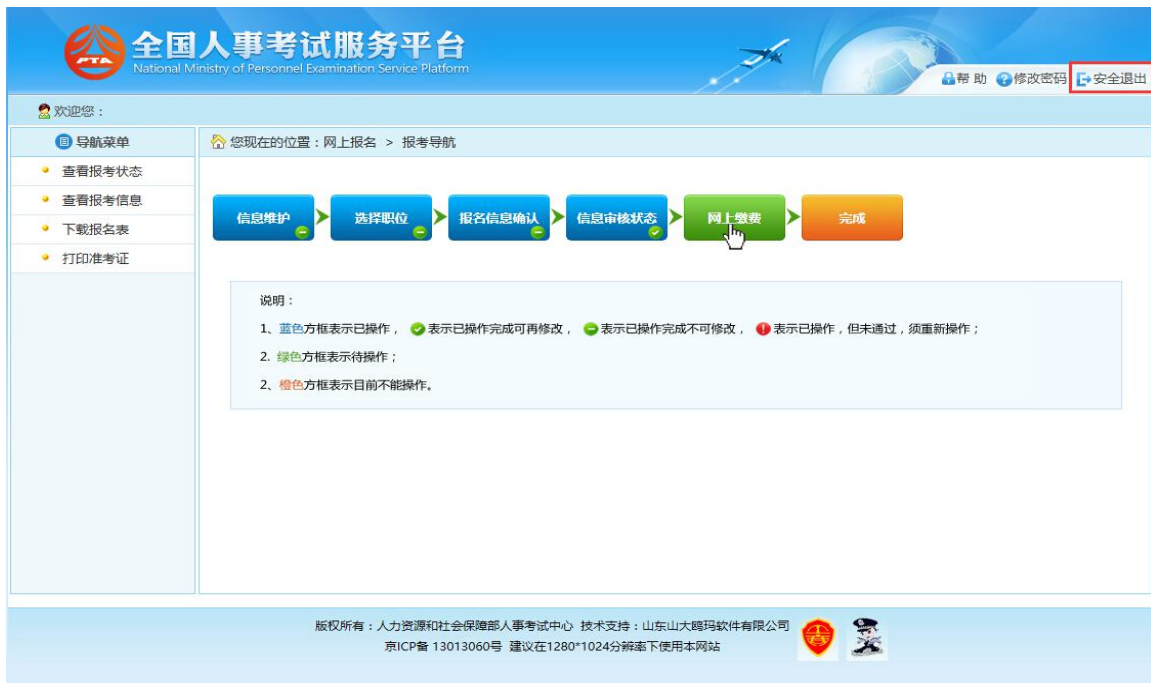 全国人事考试服务平台
PTA
National Ministry of Personnel Examination Service Platform
帮 助 修改密码 安全退出
欢迎您：
导航菜单
您现在的位置：网上报名 > 报考导航
查看报考状态
查看报考信息
下载报名表
打印准考证
信息维护 选择职位 报名信息确认 信息审核状态 网上缴费 完成
说明：
1、蓝色方框表示已操作， 表示已操作完成可再修改， 表示已操作完成不可修改， 表示已操作，但未通过，须重新操作；
2. 绿色方框表示待操作；
2、橙色方框表示目前不能操作。
版权所有：人力资源和社会保障部人事考试中心 技术支持：山东山大鸥玛软件有限公司
京ICP备 13013060号 建议在1280*1024分辨率下使用本网站